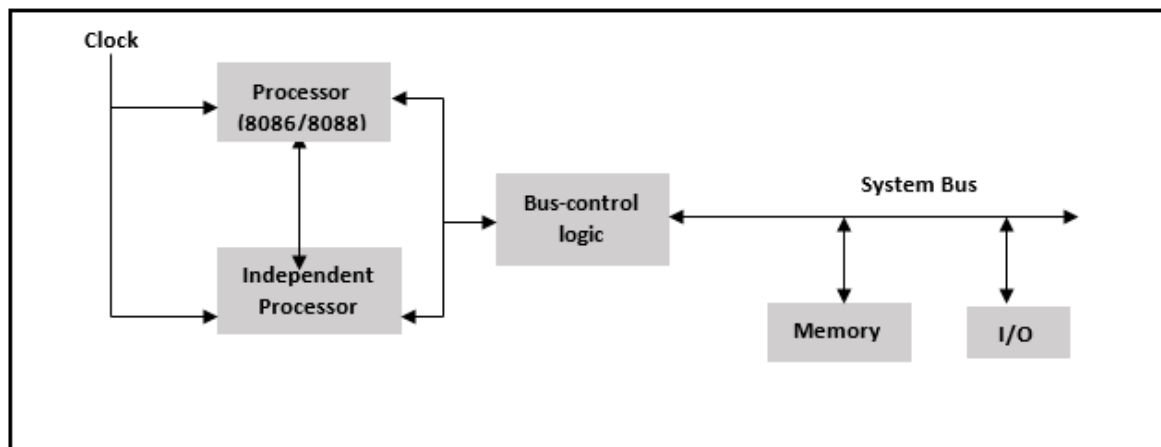 Clock
Processor
(8086/8088)
Bus-control
logic
System Bus
Independent
Processor
Memory
I/O